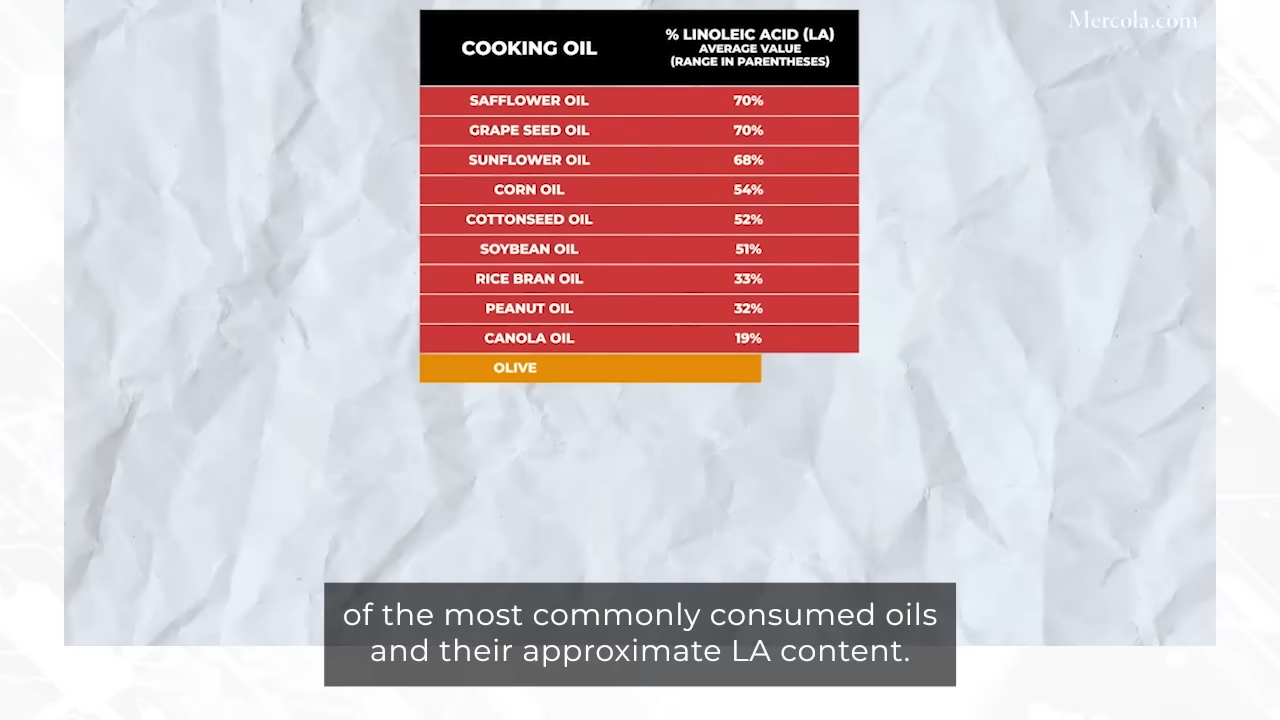 Mercola.com
COOKING OIL
% LINOLEIC ACID (LA)
AVERAGE VALUE
(RANGE IN PARENTHESES)
SAFFLOWER OIL 70%
GRAPE SEED OIL 70%
SUNFLOWER OIL 68%
CORN OIL 54%
COTTONSEED OIL 52%
SOYBEAN OIL 51%
RICE BRAN OIL 33%
PEANUT OIL 32%
CANOLA OIL 19%
OLIVE
of the most commonly consumed oils
and their approximate LA content.